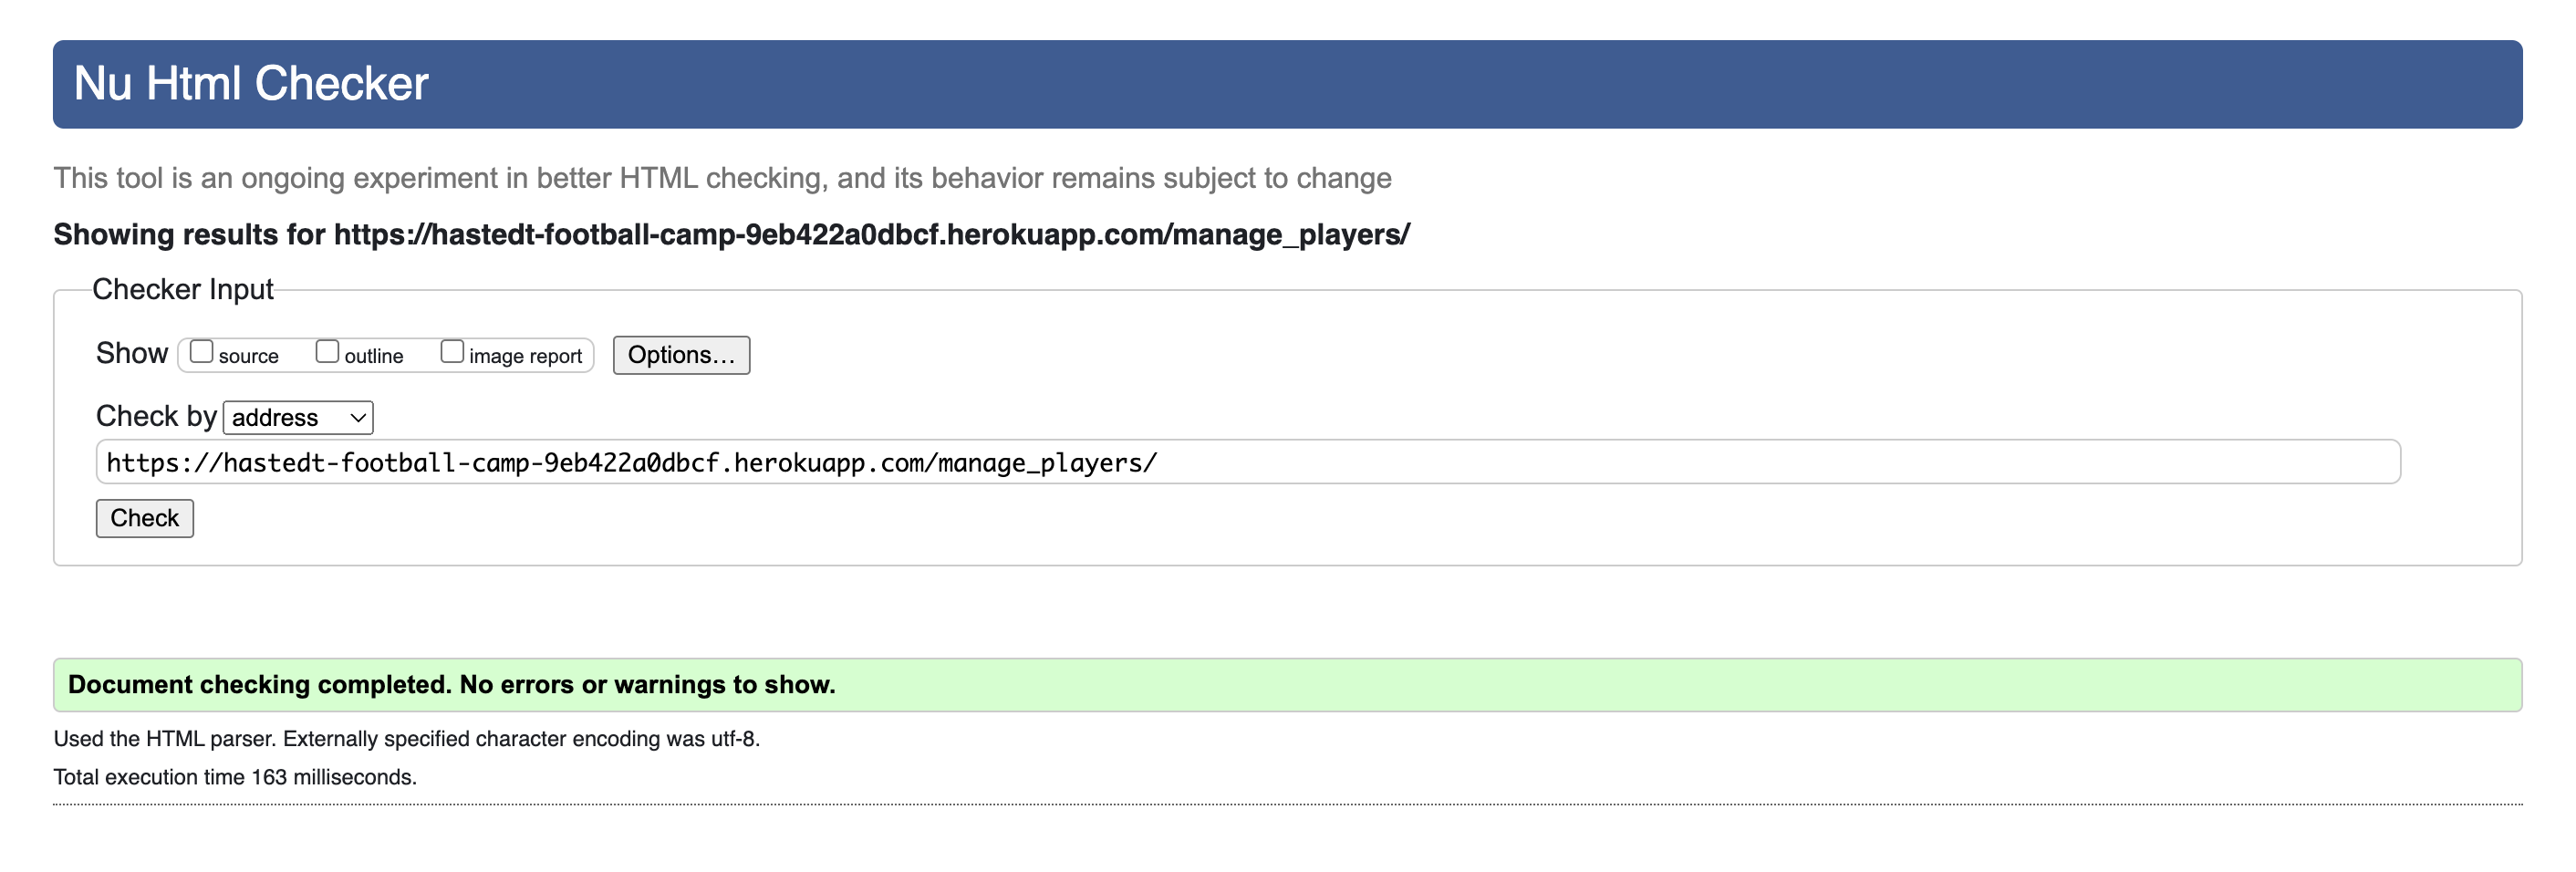 Nu Html Checker
This tool is an ongoing experiment in better HTML checking, and its behavior remains subject to change
Showing results for https://hastedt-football-camp-9eb422a0dbcf.herokuapp.com/manage_players/
Checker Input
Show source outline image report Options...
Check by address
https://hastedt-football-camp-9eb422a0dbcf.herokuapp.com/manage_players/
Check
Document checking completed. No errors or warnings to show.
Used the HTML parser. Externally specified character encoding was utf-8.
Total execution time 163 milliseconds.